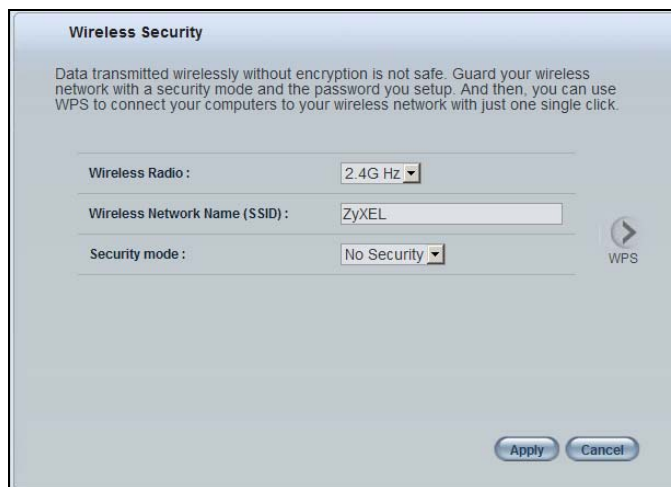 Wireless Security
Data transmitted wirelessly without encryption is not safe. Guard your wireless
network with a security mode and the password you setup. And then, you can use
WPS to connect your computers to your wireless network with just one single click.
Wireless Radio : 2.4G Hz
Wireless Network Name (SSID) : ZyXEL
Security mode : No Security
WPS
Apply Cancel